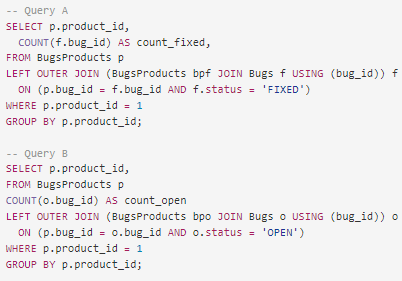 -- Query A
SELECT p.product_id,
COUNT(f.bug_id) AS count_fixed,
FROM BugsProducts p
LEFT OUTER JOIN (BugsProducts bpf JOIN Bugs f USING (bug_id)) f
ON (p.bug_id = f.bug_id AND f.status = 'FIXED')
WHERE p.product_id = 1
GROUP BY p.product_id;
-- Query B
SELECT p.product_id,
FROM BugsProducts p
COUNT(o.bug_id) AS count_open
LEFT OUTER JOIN (BugsProducts bpo JOIN Bugs o USING (bug_id)) o
ON (p.bug_id = o.bug_id AND o.status = 'OPEN')
WHERE p.product_id = 1
GROUP BY p.product_id;